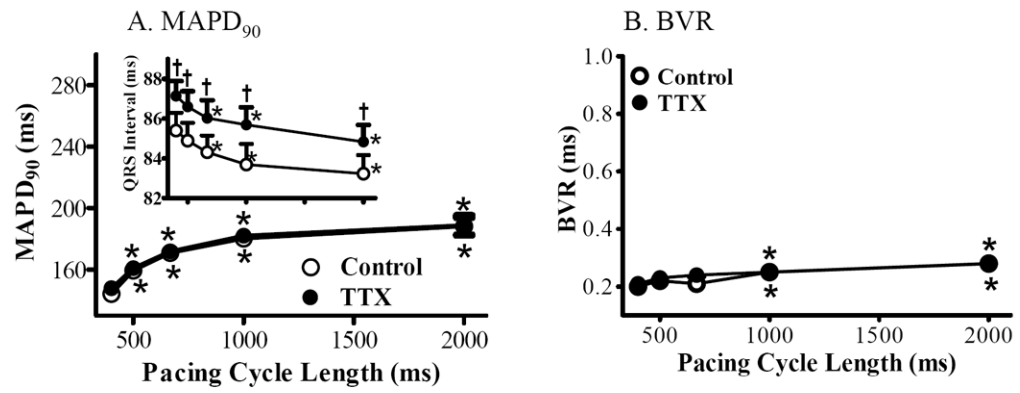 A. MAPD90
B. BVR
MAPD90 (ms)
280
240
200
160
QRS Interval (ms)
88
86
84
82
† † † † †
* * *
* * *
* * * * *
* * * * *
Control
TTX
500 1000 1500 2000
Pacing Cycle Length (ms)
BVR (ms)
1.0
0.8
0.6
0.4
0.2
Control
TTX
* *
* *
500 1000 1500 2000
Pacing Cycle Length (ms)